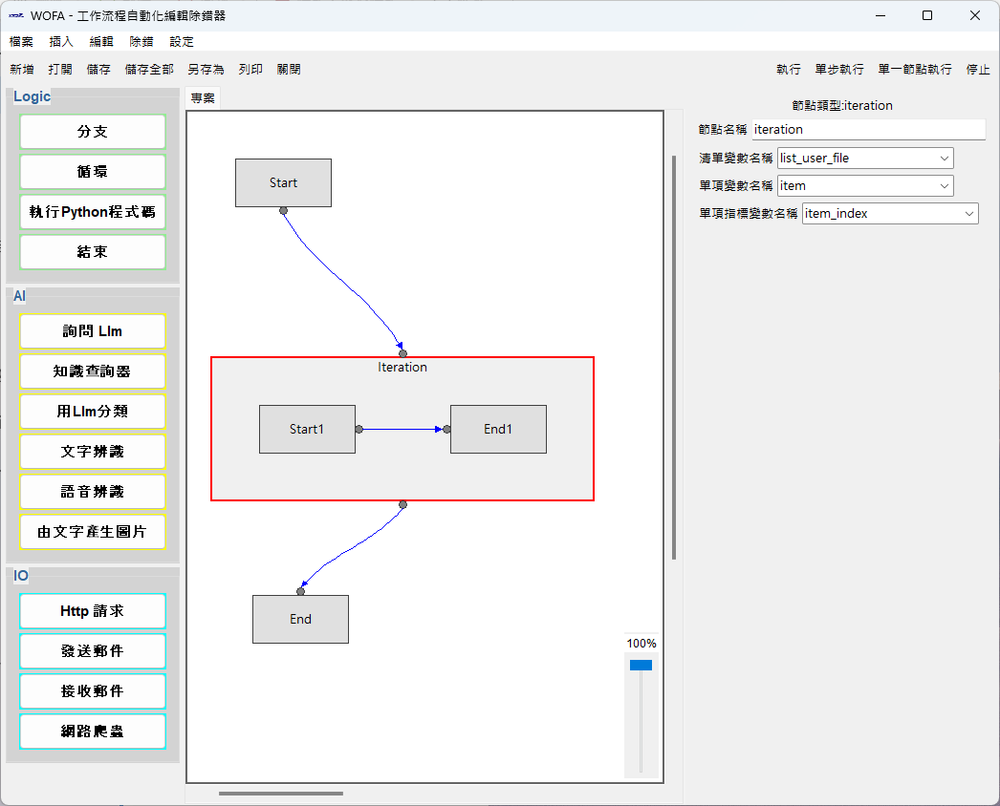 WOFA - 工作流程自動化編輯除錯器
檔案 插入 編輯 除錯 設定
新增 打開 儲存 儲存全部 另存為 列印 關閉 執行 單步執行 單一節點執行 停止
Logic
分支
循環
執行Python程式碼
結束
AI
詢問 Llm
知識查詢器
用Llm分類
文字辨識
語音辨識
由文字產生圖片
IO
Http 請求
發送郵件
接收郵件
網路爬蟲
專案
Start
Iteration
Start1 End1
End
100%
節點類型:iteration
節點名稱 iteration
清單變數名稱 list_user_file
單項變數名稱 item
單項指標變數名稱 item_index